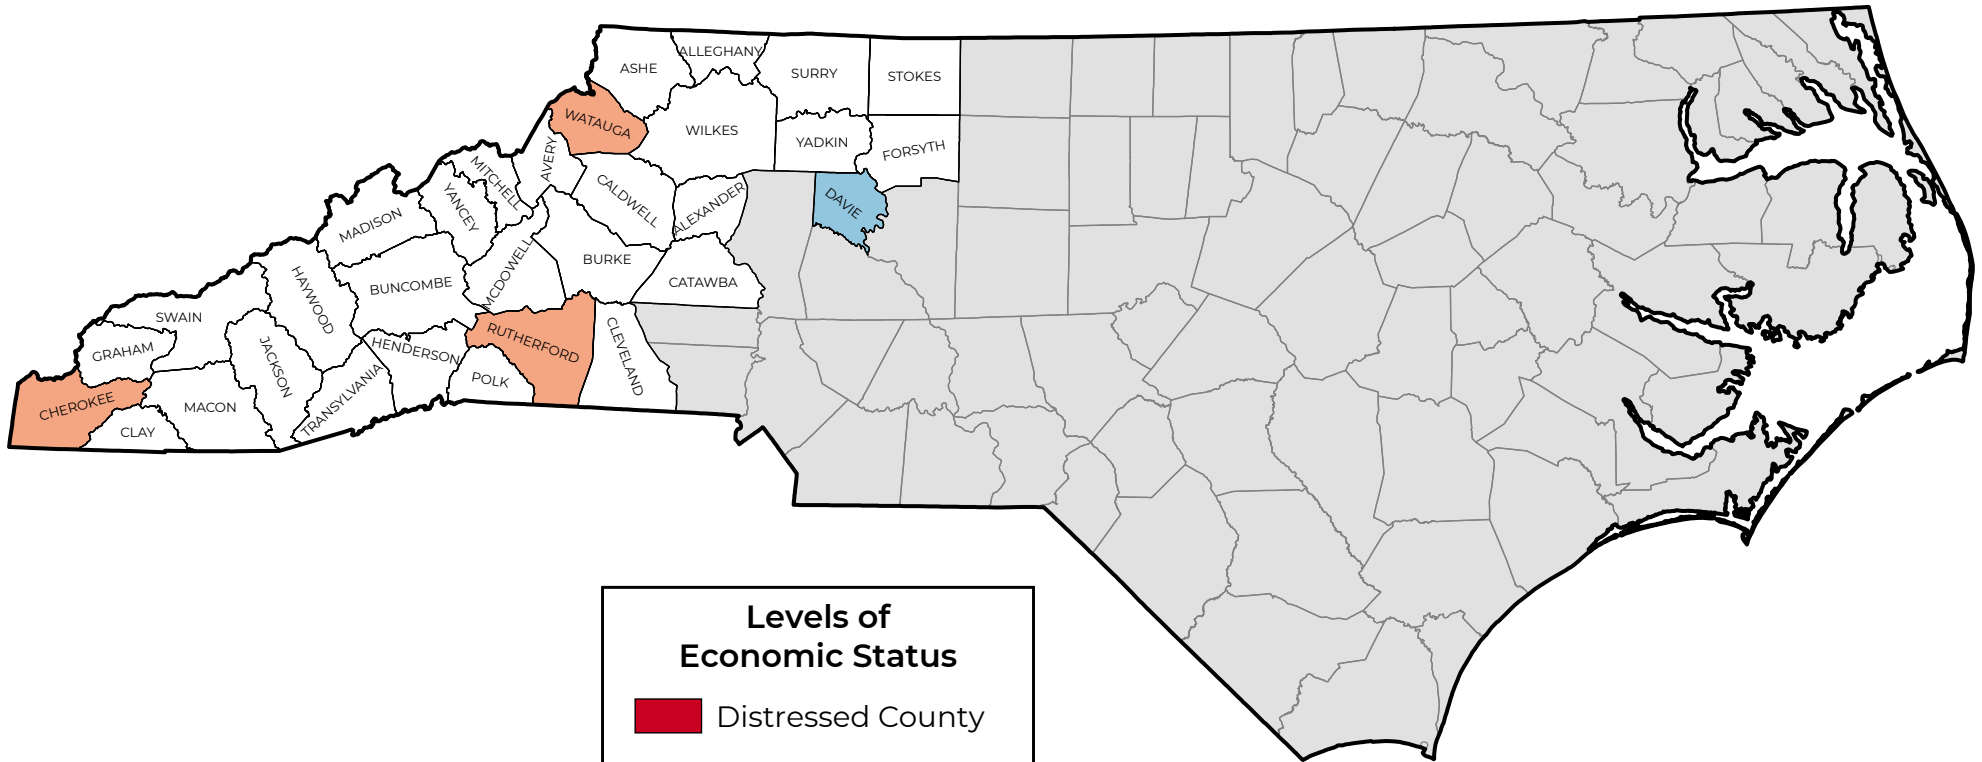 ALLEGHANY
ASHE
SURRY
STOKES
WATAUGA
WILKES
YADKIN
FORSYTH
AVERY
MITCHELL
CALDWELL
ALEXANDER
DAVIE
YANCEY
MADISON
MCDOWELL
BURKE
CATAWBA
BUNCOMBE
HAYWOOD
SWAIN
RUTHERFORD
CLEVELAND
GRAHAM
HENDERSON
JACKSON
POLK
TRANSYLVANIA
CHEROKEE
MACON
CLAY
Levels of
Economic Status
Distressed County